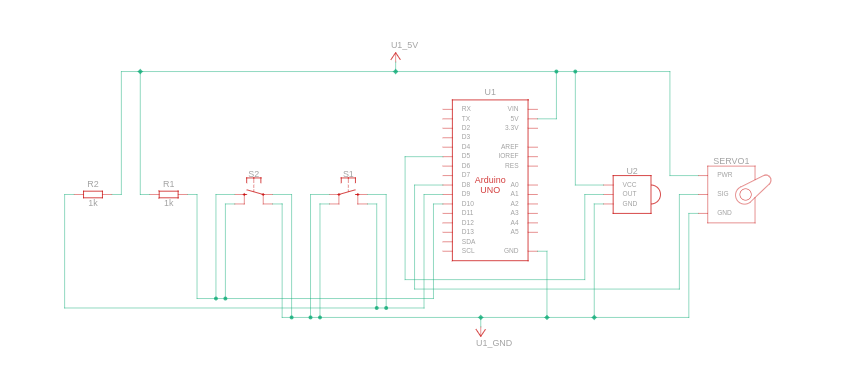 U1_5V
U1
RX
TX
D2
D3
D4
D5
D6
D7
D8
D9
D10
D11
D12
D13
SDA
SCL
Arduino
UNO
VIN
5V
3.3V
AREF
IOREF
RES
A0
A1
A2
A3
A4
A5
GND
R2
1k
R1
1k
S2
S1
U2
VCC
OUT
GND
SERVO1
PWR
SIG
GND
U1_GND